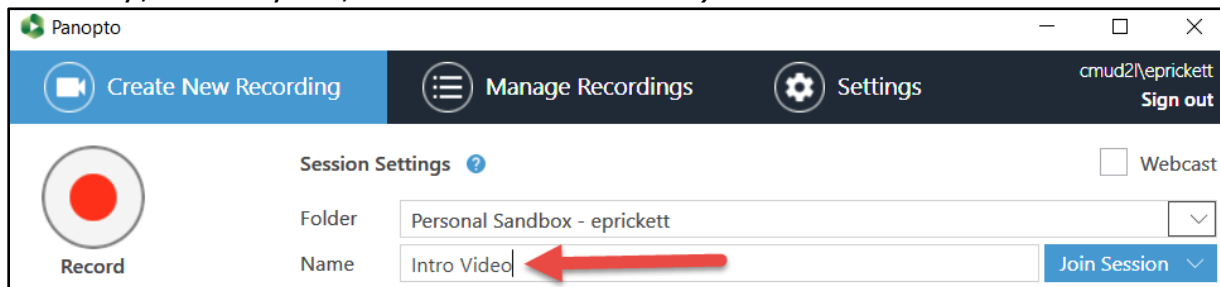 Panopto
Create New Recording Manage Recordings Settings cmud2l\eprickett
Sign out
Session Settings ? Webcast
Folder Personal Sandbox - eprickett
Record Name Intro Video Join Session